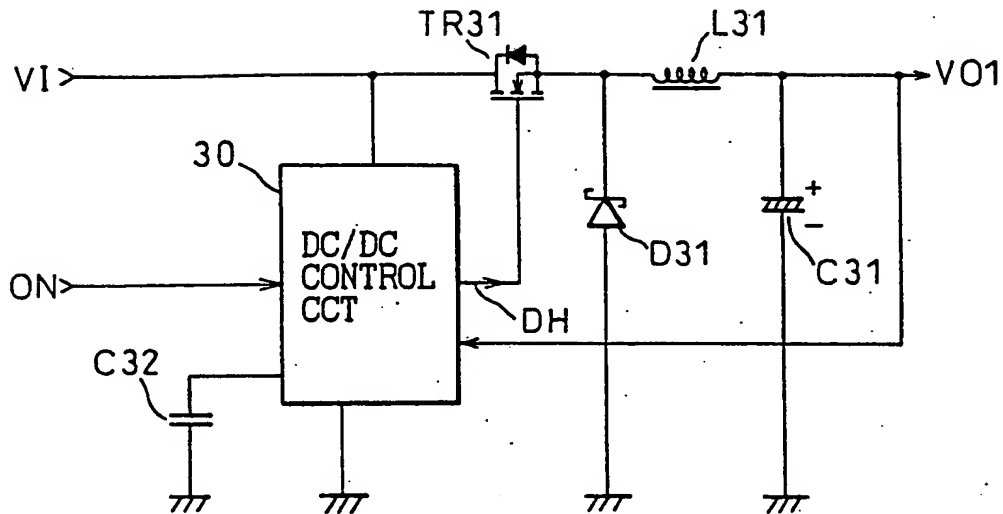 TR31
L31
VI
VO1
30
DC/DC
CONTROL
CCT
D31
+
-
C31
ON
DH
C32